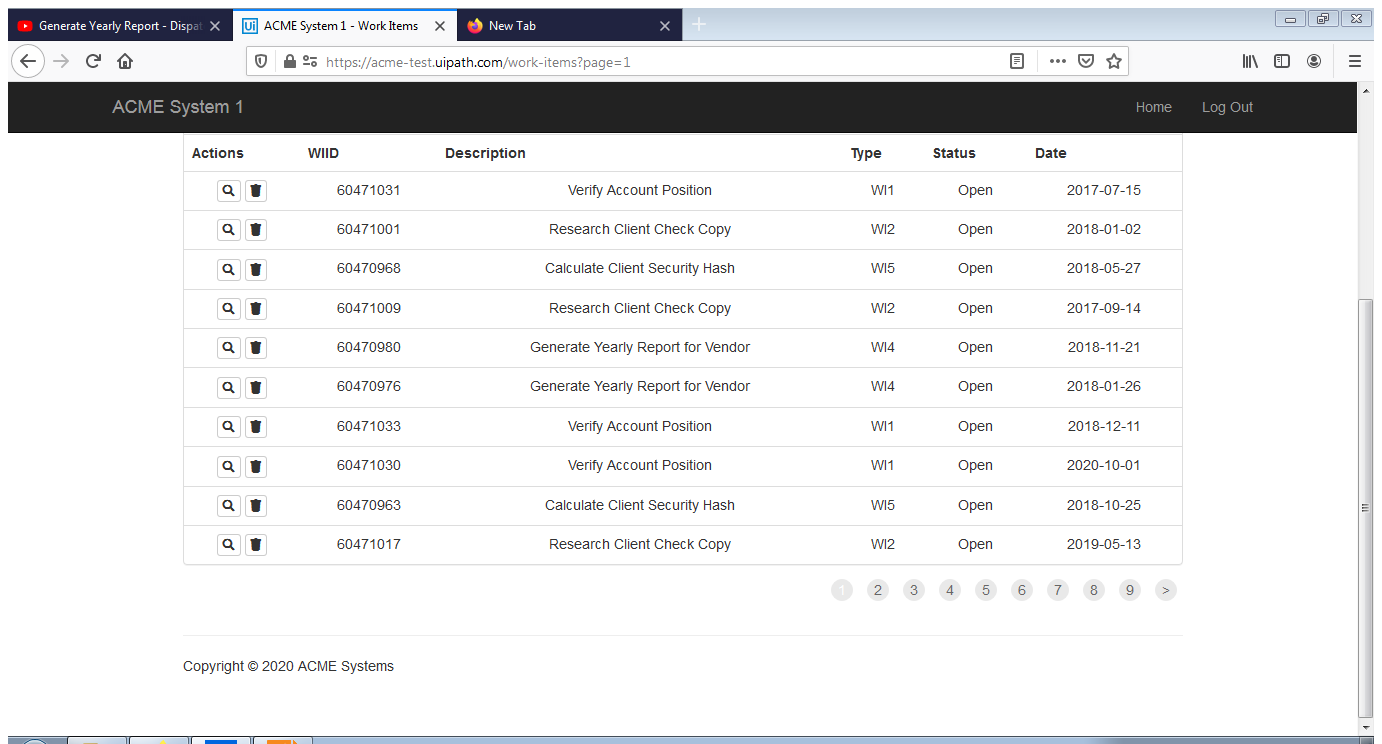 Generate Yearly Report - Dispat
Ui ACME System 1 - Work Items
New Tab
https://acme-test.uipath.com/work-items?page=1
ACME System 1 Home Log Out
Actions WIID Description Type Status Date
60471031 Verify Account Position WI1 Open 2017-07-15
60471001 Research Client Check Copy WI2 Open 2018-01-02
60470968 Calculate Client Security Hash WI5 Open 2018-05-27
60471009 Research Client Check Copy WI2 Open 2017-09-14
60470980 Generate Yearly Report for Vendor WI4 Open 2018-11-21
60470976 Generate Yearly Report for Vendor WI4 Open 2018-01-26
60471033 Verify Account Position WI1 Open 2018-12-11
60471030 Verify Account Position WI1 Open 2020-10-01
60470963 Calculate Client Security Hash WI5 Open 2018-10-25
60471017 Research Client Check Copy WI2 Open 2019-05-13
1 2 3 4 5 6 7 8 9 >
Copyright © 2020 ACME Systems